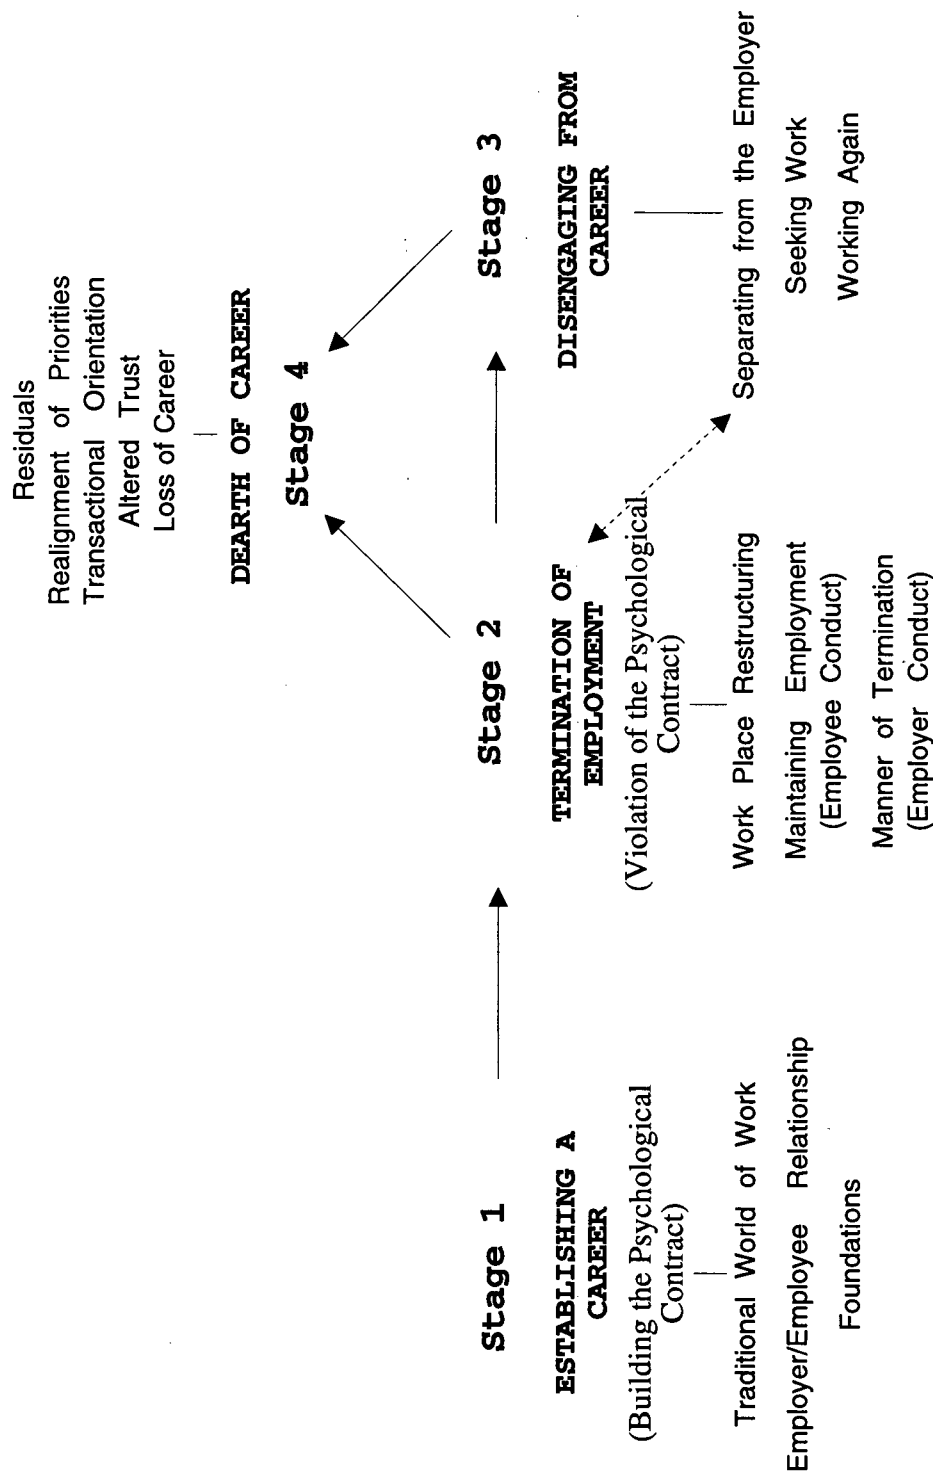 Residuals
Realignment of Priorities
Transactional Orientation
Altered Trust
Loss of Career
DEARTH OF CAREER
Stage 4
Stage 1
ESTABLISHING A
CAREER
(Building the Psychological
Contract)
Traditional World of Work
Employer/Employee Relationship
Foundations
Stage 2
TERMINATION OF
EMPLOYMENT
(Violation of the Psychological
Contract)
Work Place Restructuring
Maintaining Employment
(Employee Conduct)
Manner of Termination
(Employer Conduct)
Stage 3
DISENGAGING FROM
CAREER
Separating from the Employer
Seeking Work
Working Again